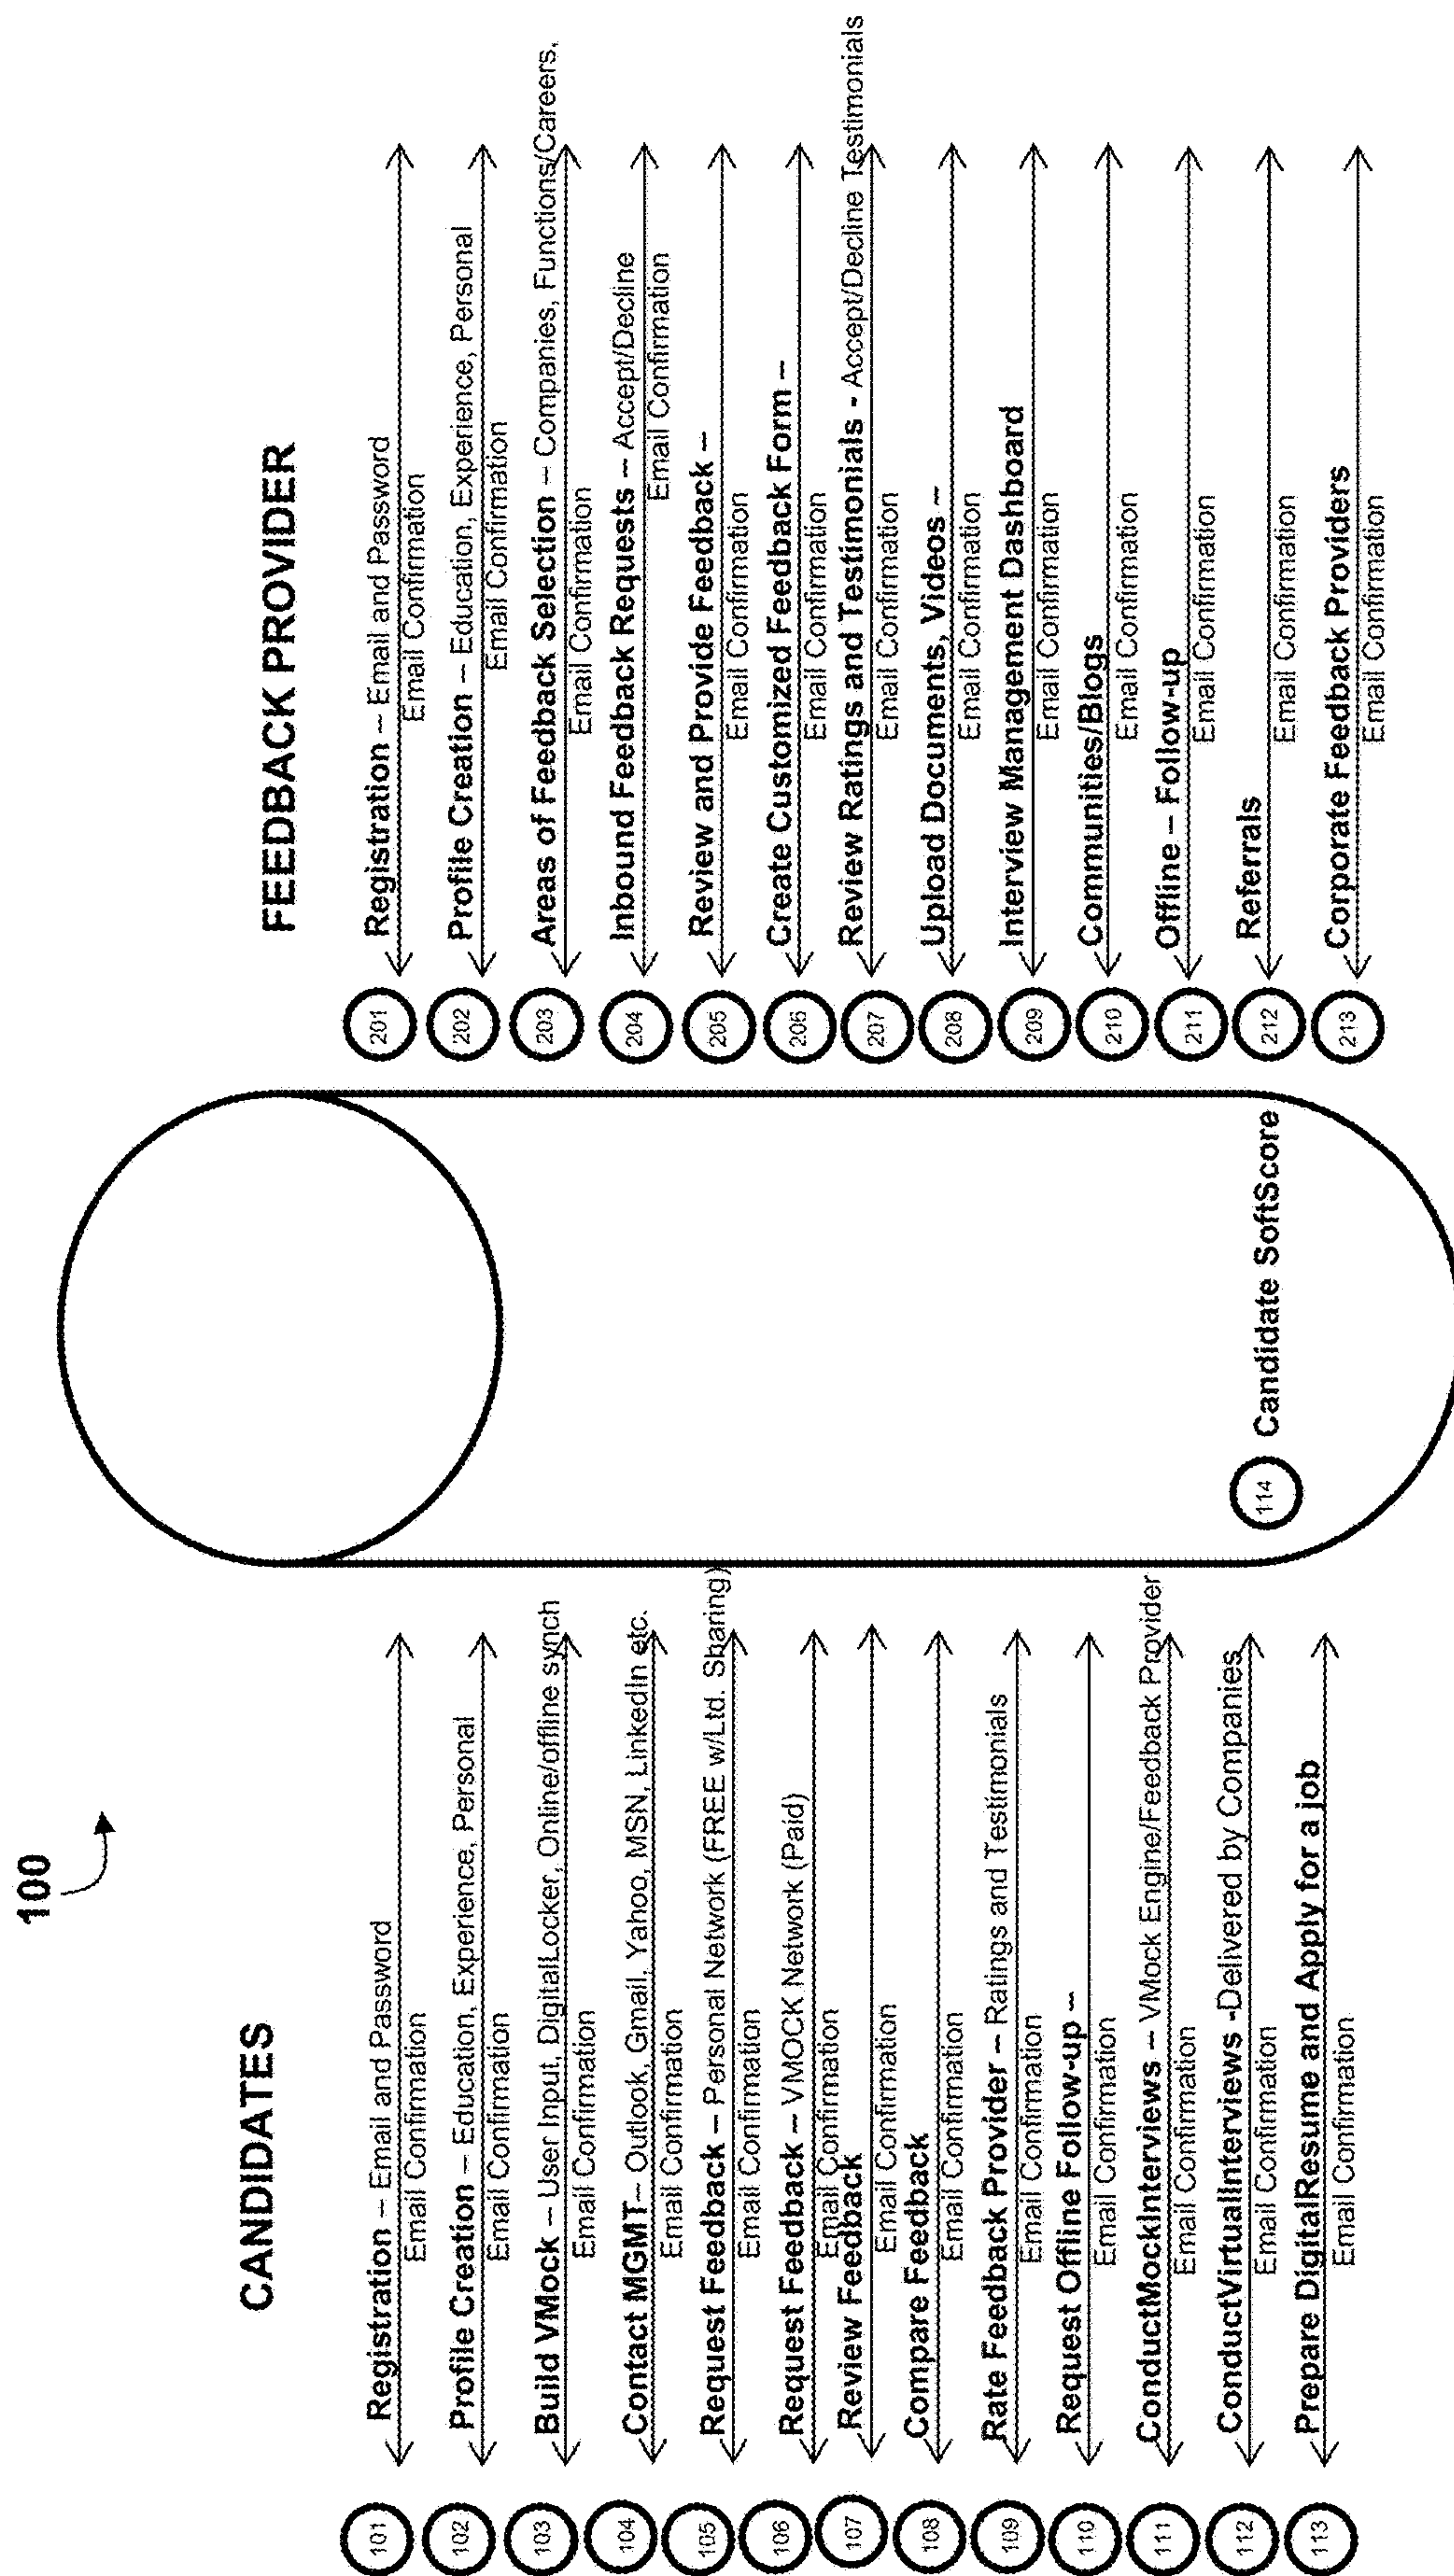 100
CANDIDATES
101
Registration – Email and Password
Email Confirmation
102
Profile Creation – Education, Experience, Personal
Email Confirmation
103
Build VMock – User Input, DigitalLocker, Online/offline synch
Email Confirmation
104
Contact MGMT– Outlook, Gmail, Yahoo, MSN, LinkedIn etc.
Email Confirmation
105
Request Feedback – Personal Network (FREE w/Ltd. Sharing)
Email Confirmation
106
Request Feedback – VMOCK Network (Paid)
Email Confirmation
107
Review Feedback
Email Confirmation
108
Compare Feedback
Email Confirmation
109
Rate Feedback Provider – Ratings and Testimonials
Email Confirmation
110
Request Offline Follow-up –
Email Confirmation
111
ConductMockInterviews – VMock Engine/Feedback Provider
Email Confirmation
112
ConductVirtualInterviews -Delivered by Companies
Email Confirmation
113
Prepare DigitalResume and Apply for a job
Email Confirmation
114 Candidate SoftScore
FEEDBACK PROVIDER
201
Registration – Email and Password
Email Confirmation
202
Profile Creation – Education, Experience, Personal
Email Confirmation
203
Areas of Feedback Selection – Companies, Functions/Careers,
Email Confirmation
204
Inbound Feedback Requests – Accept/Decline
Email Confirmation
205
Review and Provide Feedback –
Email Confirmation
206
Create Customized Feedback Form –
Email Confirmation
207
Review Ratings and Testimonials - Accept/Decline Testimonials
Email Confirmation
208
Upload Documents, Videos –
Email Confirmation
209
Interview Management Dashboard
Email Confirmation
210
Communities/Blogs
Email Confirmation
211
Offline – Follow-up
Email Confirmation
212
Referrals
Email Confirmation
213
Corporate Feedback Providers
Email Confirmation